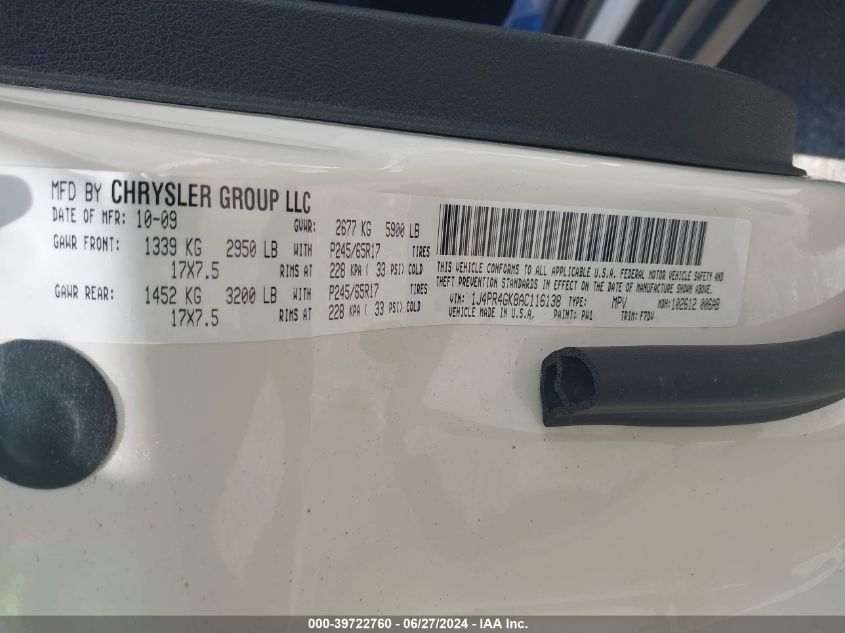 MFD BY CHRYSLER GROUP LLC
DATE OF MFR: 10-09 GVWR: 2677 KG 5900 LB
GAWR FRONT: 1339 KG 2950 LB WITH P245/65R17 TIRES
17X7.5 RIMS AT 228 KPA ( 33 PSI) COLD
GAWR REAR: 1452 KG 3200 LB WITH P245/65R17 TIRES
17X7.5 RIMS AT 228 KPA ( 33 PSI) COLD
THIS VEHICLE CONFORMS TO ALL APPLICABLE U.S.A. FEDERAL MOTOR VEHICLE SAFETY AND
THEFT PREVENTION STANDARDS IN EFFECT ON THE DATE OF MANUFACTURE SHOWN ABOVE.
VIN: 1J4PR4GK8AC116138 TYPE: MPV MDH: 102612 006AB
VEHICLE MADE IN U.S.A. PAINT: PW1 TRIM: F7DV
000-39722760 - 06/27/2024 - IAA Inc.